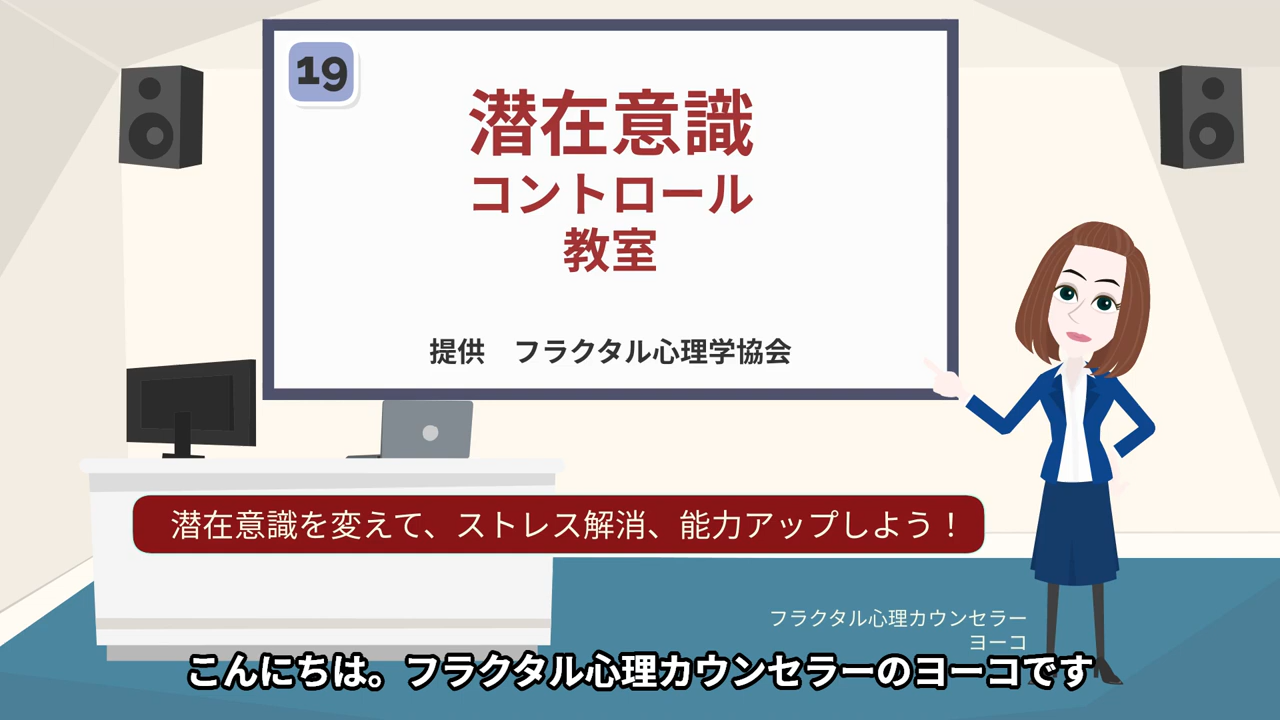 19
潜在意識
コントロール
教室
提供　フラクタル心理学協会
潜在意識を変えて、ストレス解消、能力アップしよう！
フラクタル心理カウンセラー
ヨーコ
こんにちは。フラクタル心理カウンセラーのヨーコです